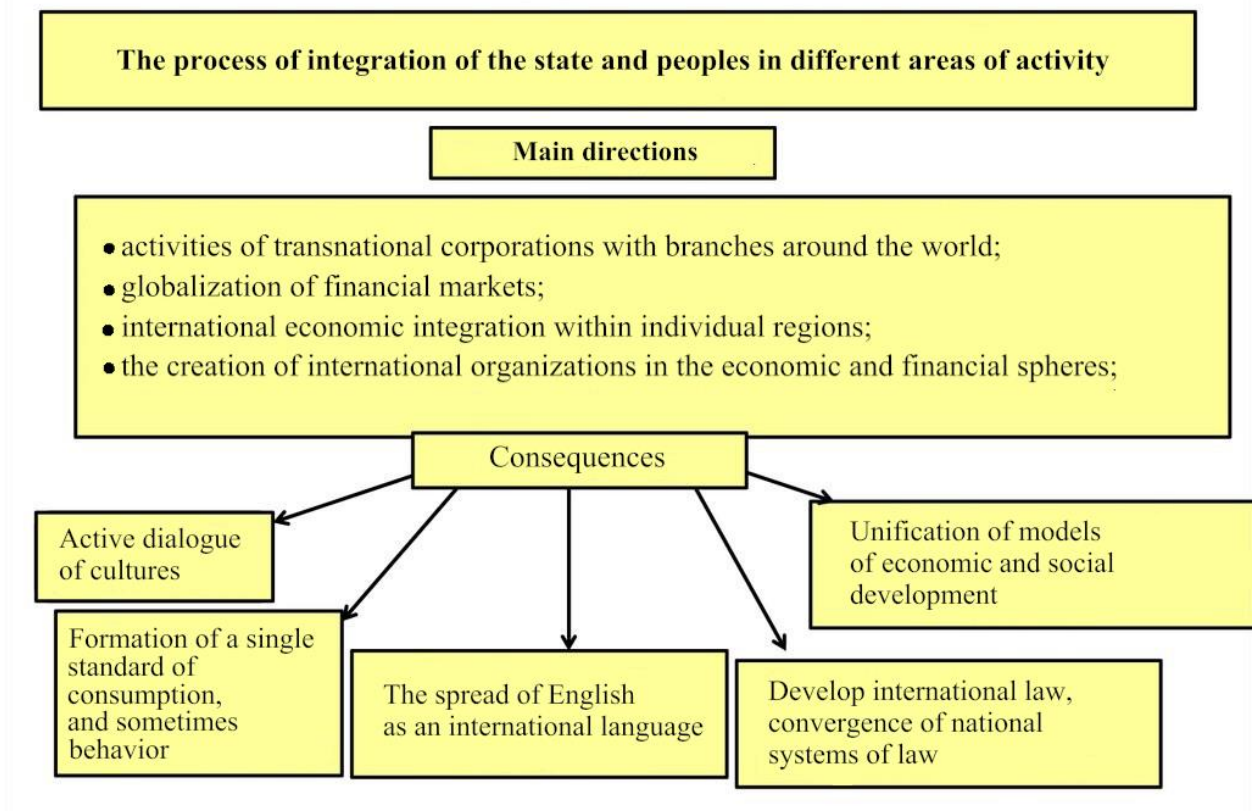 The process of integration of the state and peoples in different areas of activity
Main directions
• activities of transnational corporations with branches around the world;
• globalization of financial markets;
• international economic integration within individual regions;
• the creation of international organizations in the economic and financial spheres;
Consequences
Active dialogue
of cultures
Formation of a single
standard of
consumption,
and sometimes
behavior
The spread of English
as an international language
Develop international law,
convergence of national
systems of law
Unification of models
of economic and social
development